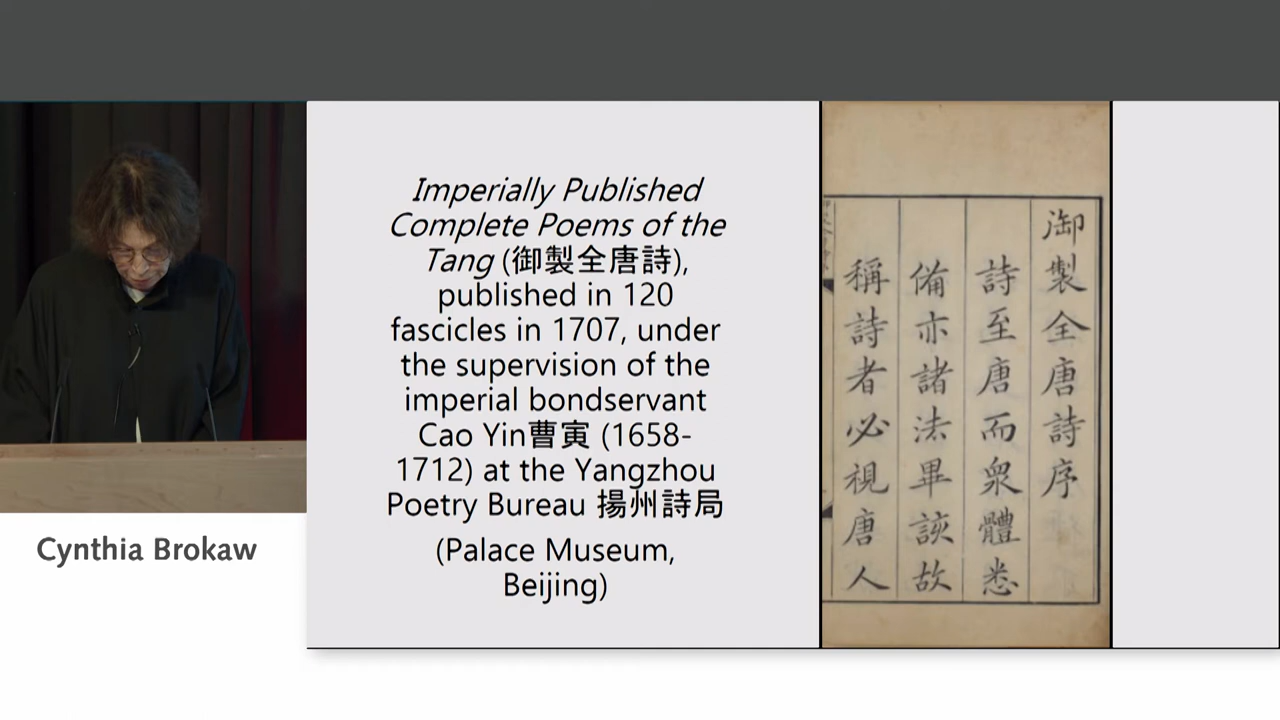 Imperially Published
Complete Poems of the
Tang (御製全唐詩),
published in 120
fascicles in 1707, under
the supervision of the
imperial bondservant
Cao Yin曹寅 (1658-
1712) at the Yangzhou
Poetry Bureau 揚州詩局
(Palace Museum,
Beijing)
御製全唐詩序
詩至唐而衆體悉
備亦諸法畢該故
稱詩者必視唐人
Cynthia Brokaw